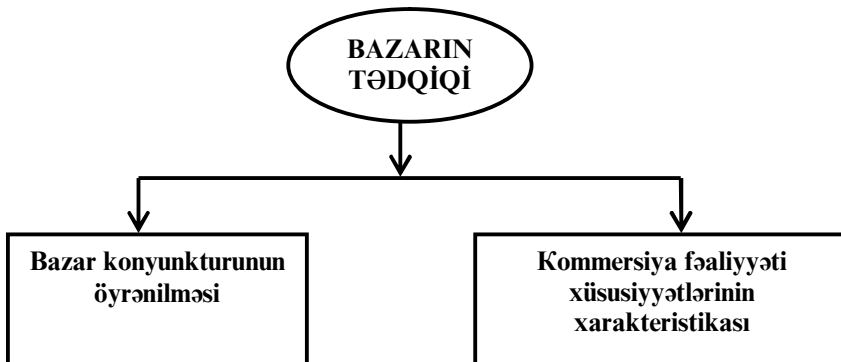 BAZARIN
TƏDQİQİ
Bazar konyunkturunun
öyrənilməsi
Kommersiya fəaliyyəti
xüsusiyyətlərinin
xarakteristikası